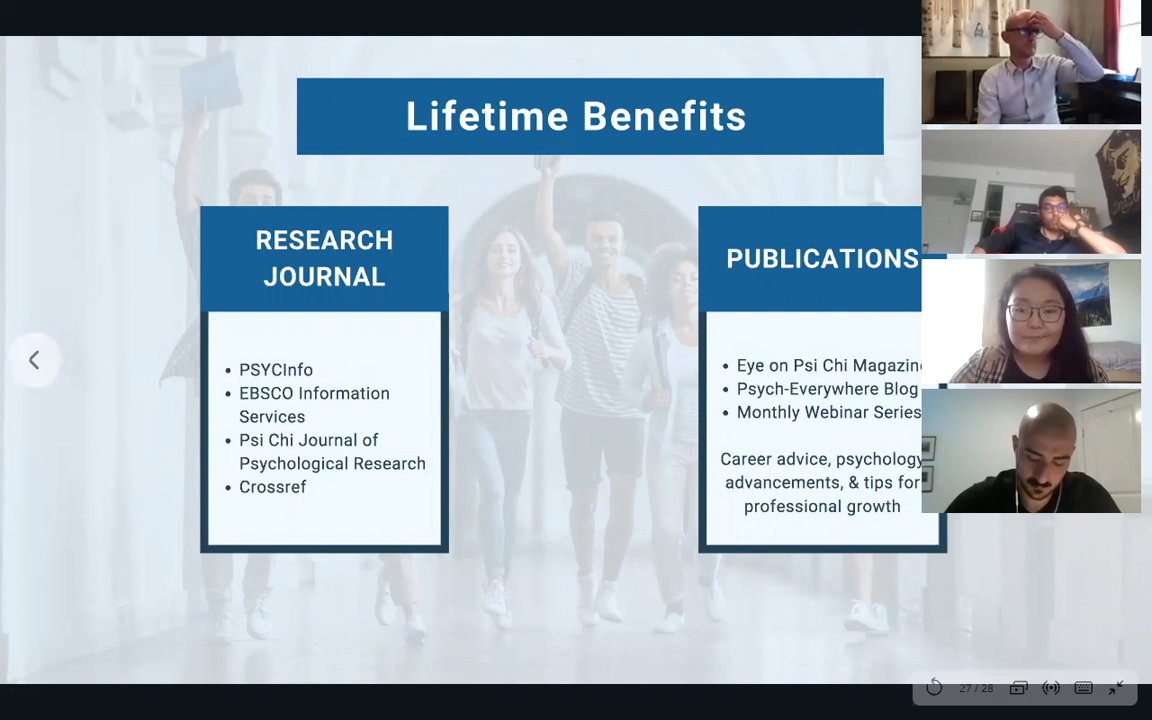 Lifetime Benefits
RESEARCH
JOURNAL
• PSYCInfo
• EBSCO Information
Services
• Psi Chi Journal of
Psychological Research
• Crossref
PUBLICATIONS
• Eye on Psi Chi Magazine
• Psych-Everywhere Blog
• Monthly Webinar Series
Career advice, psychology
advancements, & tips for
professional growth
27 / 28